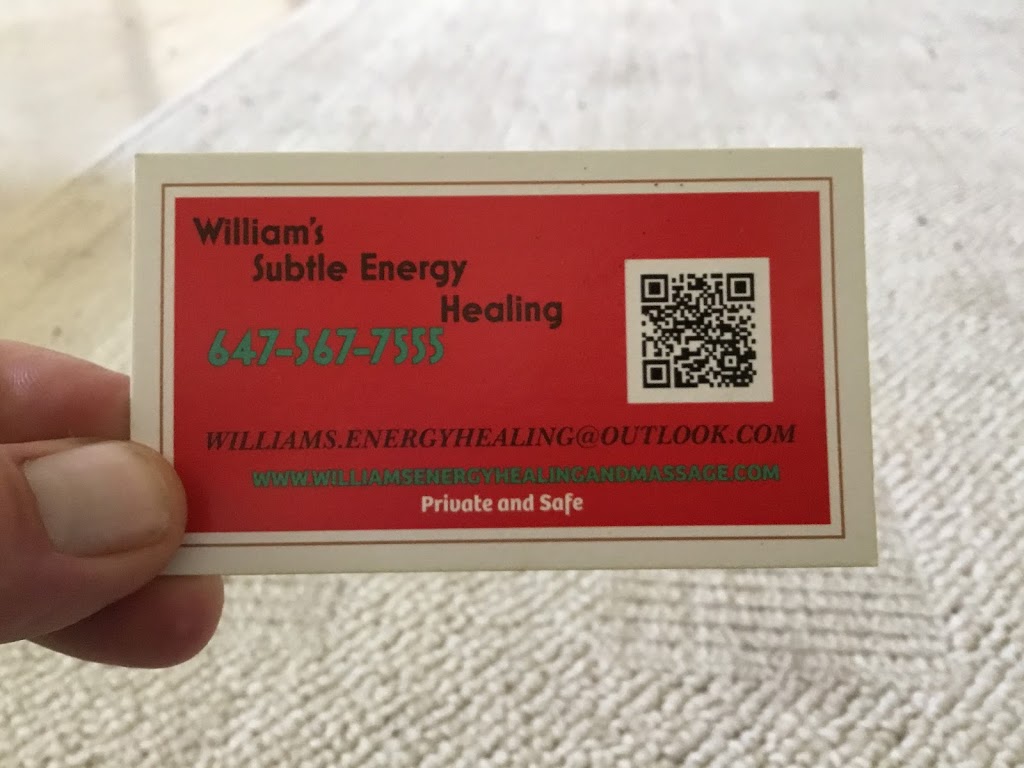 William's
Subtle Energy
Healing
647-567-7555
WILLIAMS.ENERGYHEALING@OUTLOOK.COM
WWW.WILLIAMSENERGYHEALINGANDMASSAGE.COM
Private and Safe